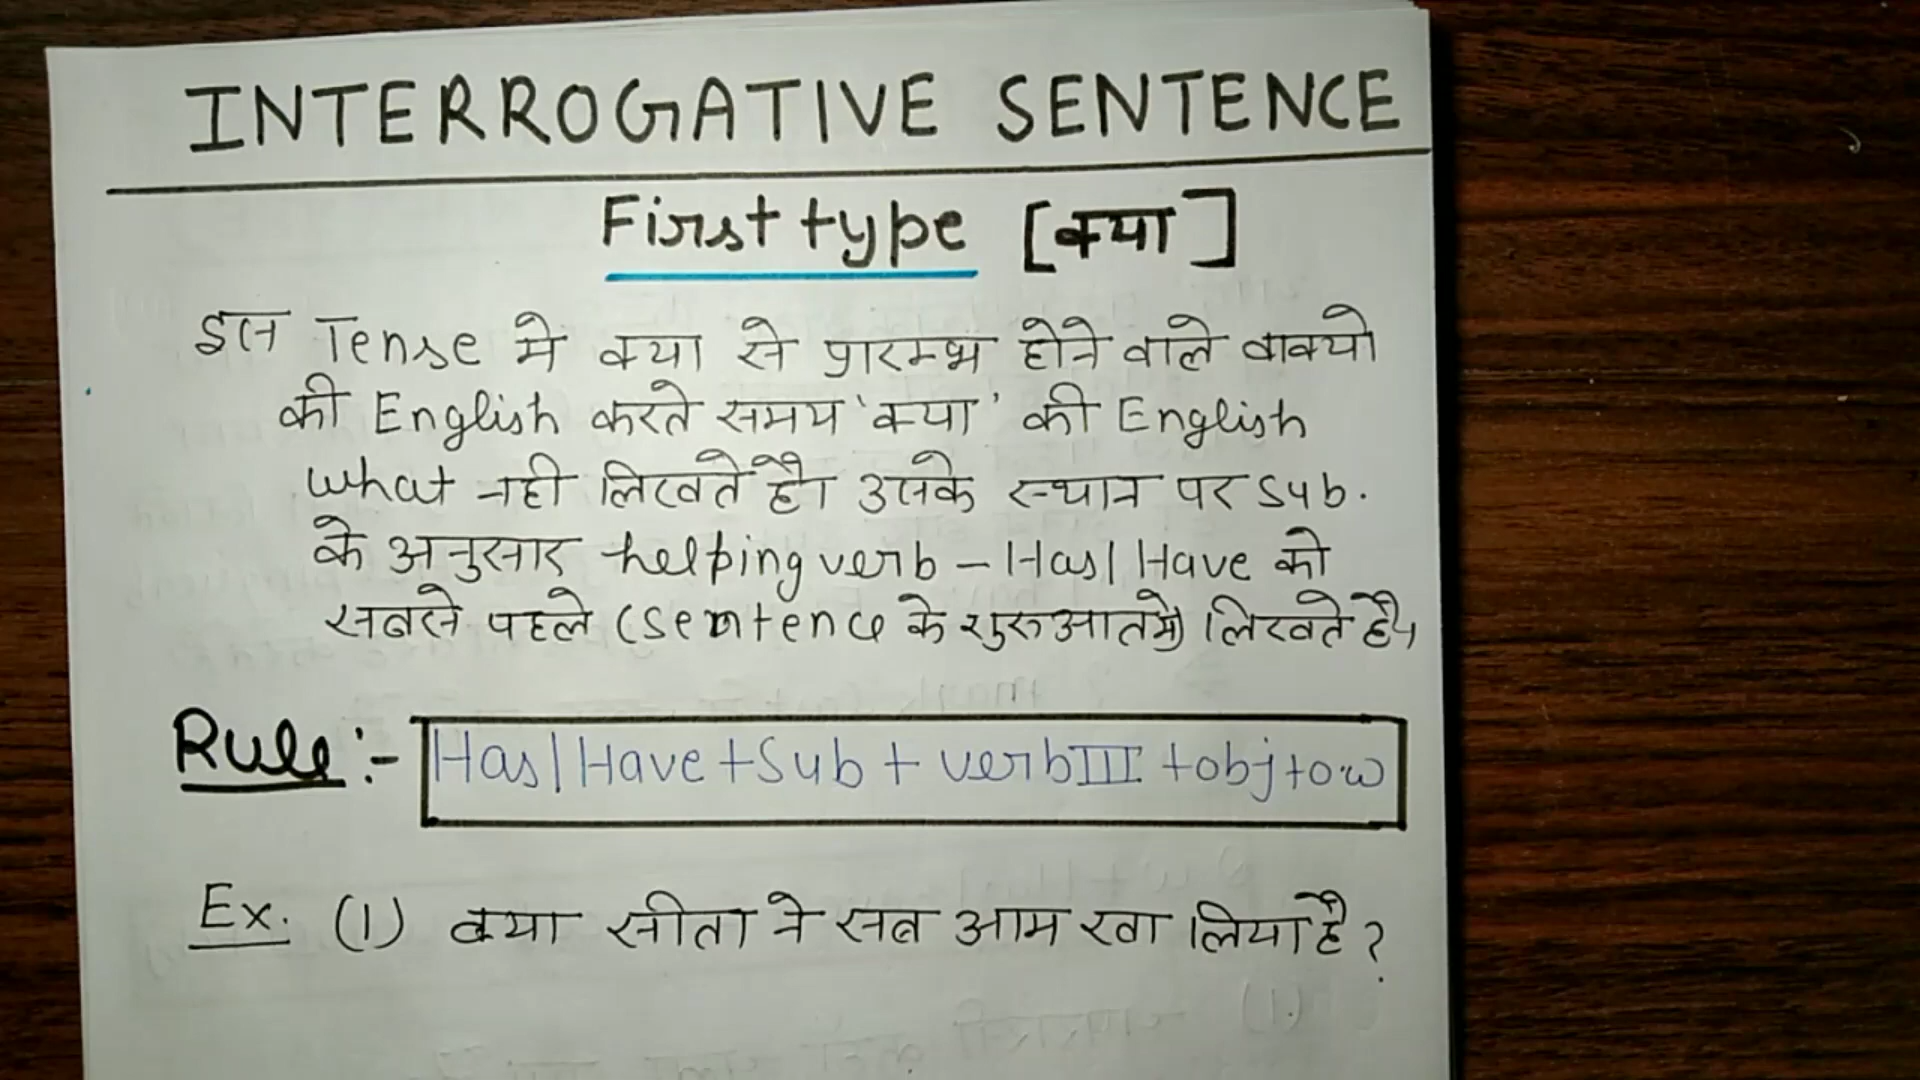 INTERROGATIVE SENTENCE
First type [क्या]
इस Tense मे क्या से प्रारम्भ होने वाले वाक्यो
की English करते समय 'क्या' की English
what नही लिखते है। उसके स्थान पर sub.
के अनुसार helping verb - Has/Have को
सबसे पहले (sentence के शुरुआत मे) लिखते है।
Rule:- Has/Have + Sub + verb III + obj + o.w
Ex. (1) क्या सीता ने सब आम खा लिया है?